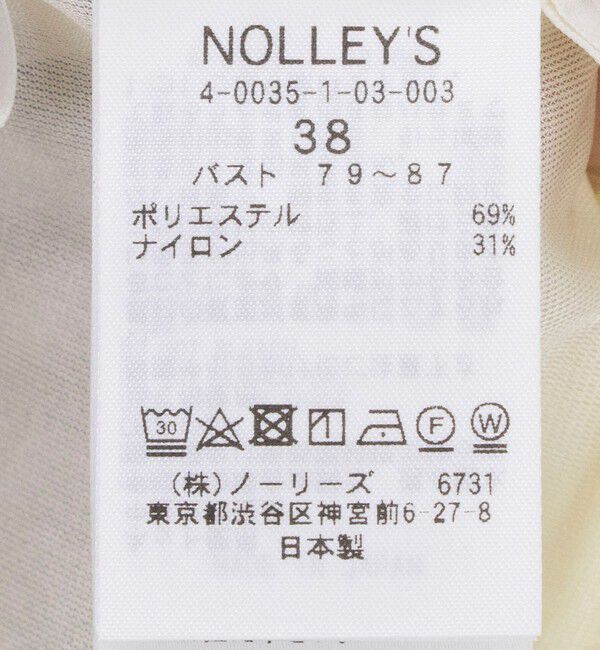 NOLLEY'S
4-0035-1-03-003
38
バスト 79～87
ポリエステル 69%
ナイロン 31%
30 F W
(株)ノーリーズ 6731
東京都渋谷区神宮前6-27-8
日本製